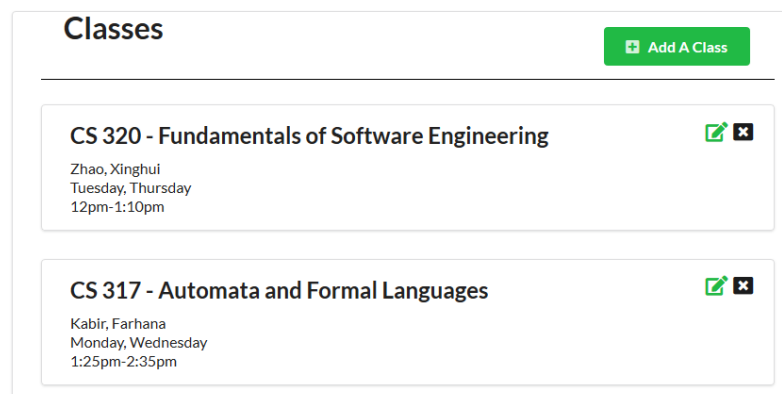 Classes
Add A Class
CS 320 - Fundamentals of Software Engineering
Zhao, Xinghui
Tuesday, Thursday
12pm-1:10pm
CS 317 - Automata and Formal Languages
Kabir, Farhana
Monday, Wednesday
1:25pm-2:35pm